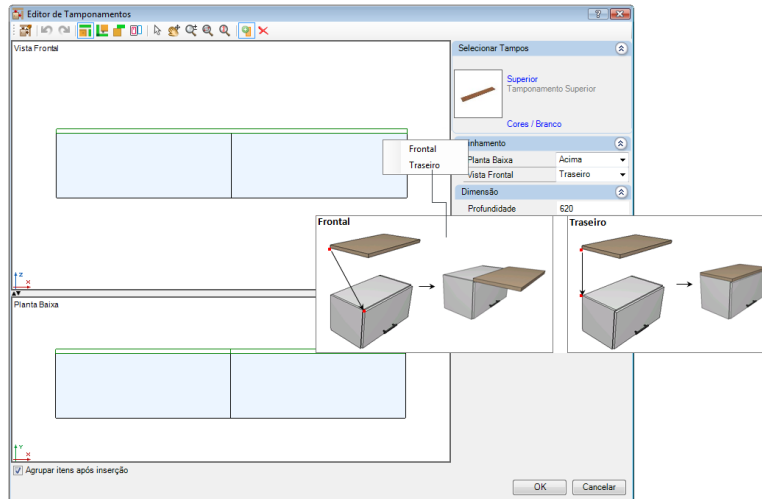 Editor de Tamponamentos
Vista Frontal
Selecionar Tampos
Superior
Tamponamento Superior
Cores / Branco
inhamento
Planta Baixa Acima
Vista Frontal Traseiro
Frontal
Traseiro
Dimensão
Profundidade 620
Frontal
Traseiro
Z
X
Planta Baixa
Y
X
Agrupar itens após inserção
OK Cancelar